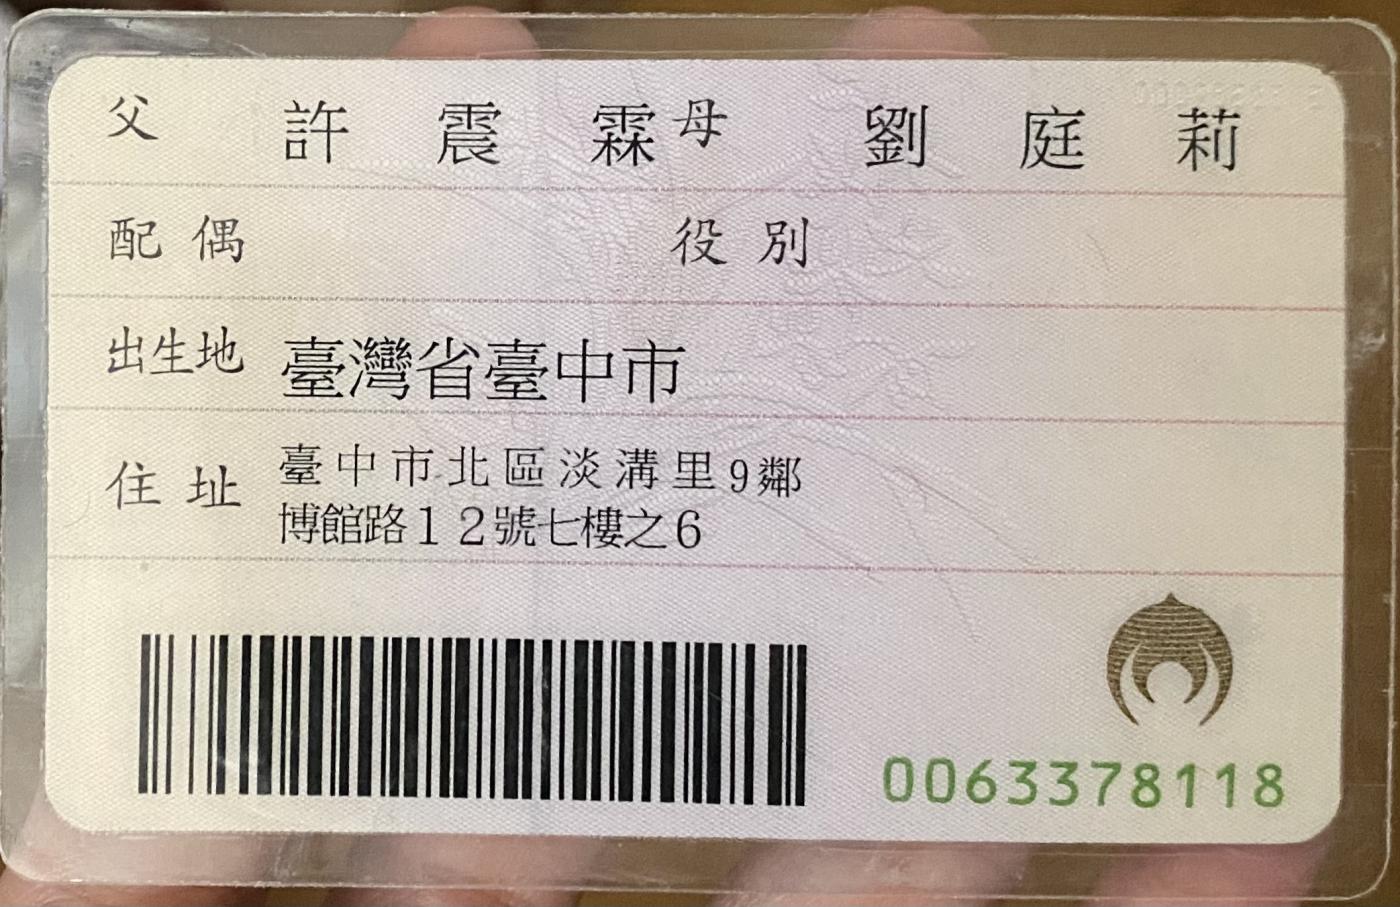 父 許震霖 母 劉庭莉
配偶 役別
出生地 臺灣省臺中市
住址 臺中市北區淡溝里9鄰
博館路12號七樓之6
0063378118